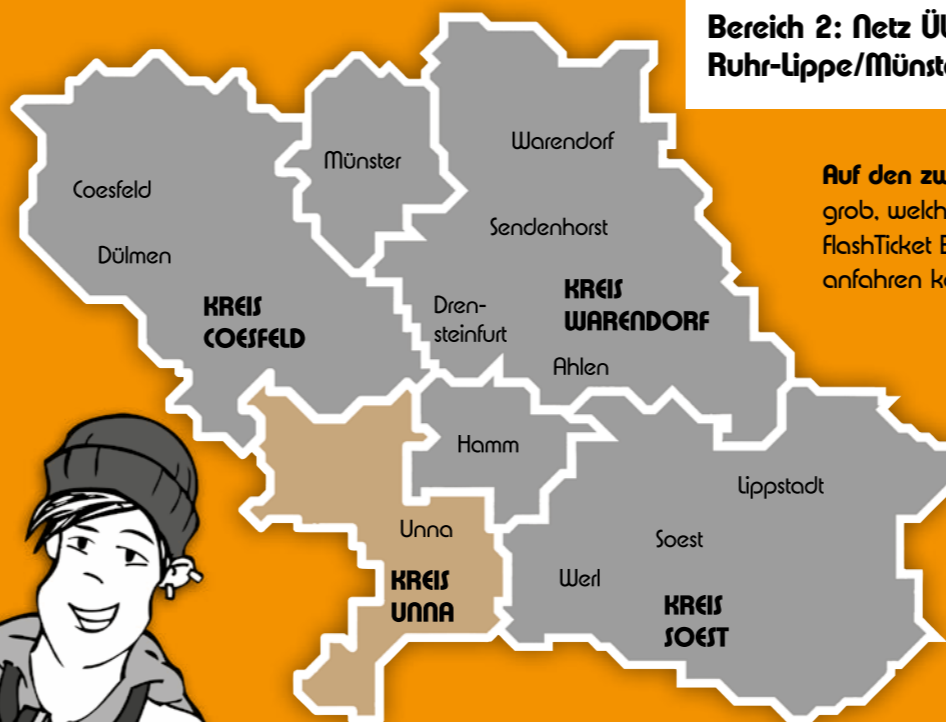 Bereich 2: Netz
Ruhr-Lippe/
Auf den
grob,
FlashTicket
anfahren
Warendorf
Münster
Coesfeld
Sendenhorst
Dülmen
KREIS
COESFELD
Dren-
steinfurt
KREIS
WARENDORF
Ahlen
Hamm
Lippstadt
Unna
Soest
Werl
KREIS
UNNA
KREIS
SOEST